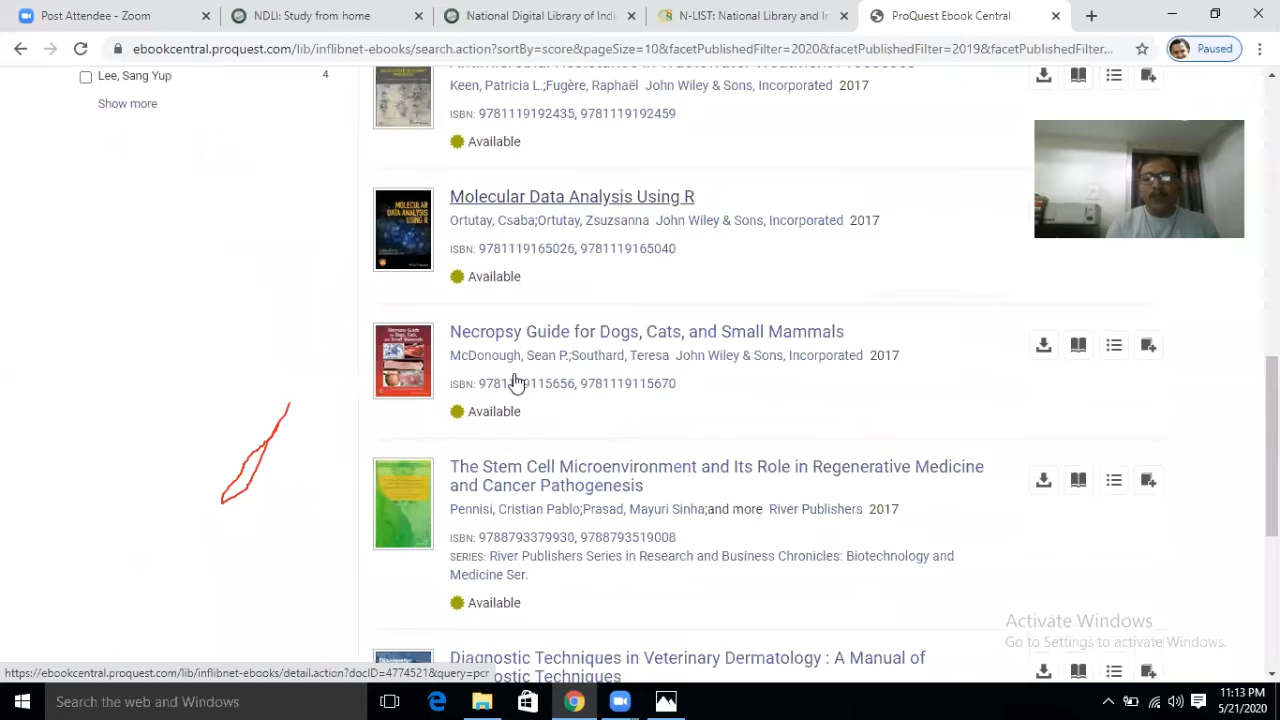 Post Attendee - Zoom
NDLI: Study from home
National Digital Library of Indi
N-LIST: National Library and In
ProQuest Ebook Central
ebookcentral.proquest.com/lib/inflibnet-ebooks/search.action?sortBy=score&pageSize=10&facetPublishedFilter=2020&facetPublishedFilter=2019&facetPublishedFilter...
Paused
Lee, Sang Yup
4
Show more
Keen, Patricia L.;Fugère, Raphaël John Wiley & Sons, Incorporated 2017
ISBN: 9781119192435, 9781119192459
Available
Molecular Data Analysis Using R
Ortutay, Csaba;Ortutay, Zsuzsanna John Wiley & Sons, Incorporated 2017
ISBN: 9781119165026, 9781119165040
Available
MOLECULAR
DATA ANALYSIS
USING R
Necropsy Guide for Dogs, Cats, and Small Mammals
McDonough, Sean P.;Southard, Teresa John Wiley & Sons, Incorporated 2017
ISBN: 9781119115656, 9781119115670
Available
The Stem Cell Microenvironment and Its Role in Regenerative Medicine
and Cancer Pathogenesis
Pennisi, Cristian Pablo;Prasad, Mayuri Sinha;and more River Publishers 2017
ISBN: 9788793379930, 9788793519008
SERIES: River Publishers Series in Research and Business Chronicles: Biotechnology and
Medicine Ser.
Available
Activate Windows
Go to Settings to activate Windows.
Diagnostic Techniques in Veterinary Dermatology : A Manual of
Techniques
https://ebookcentral.proquest.com/lib/inflibnet-ebooks/detail.action?docID=4774521&query=por
Search the web and Windows
11:13 PM
5/21/2020